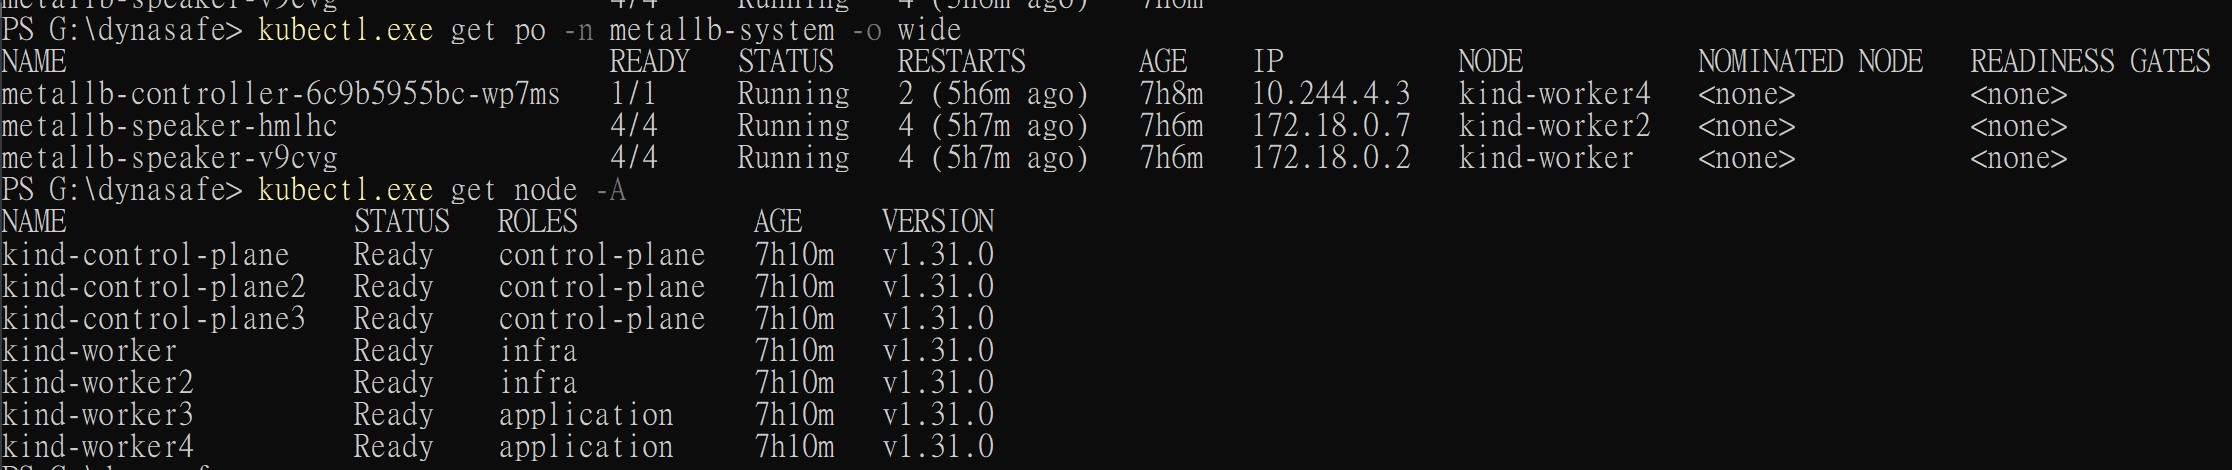 metallb-speaker-v9cvg 4/4 Running 4 (5h6m ago) 7h6m
PS G:\dynasafe> kubectl.exe get po -n metallb-system -o wide
NAME READY STATUS RESTARTS AGE IP NODE NOMINATED NODE READINESS GATES
metallb-controller-6c9b5955bc-wp7ms 1/1 Running 2 (5h6m ago) 7h8m 10.244.4.3 kind-worker4 <none> <none>
metallb-speaker-hmlhc 4/4 Running 4 (5h7m ago) 7h6m 172.18.0.7 kind-worker2 <none> <none>
metallb-speaker-v9cvg 4/4 Running 4 (5h7m ago) 7h6m 172.18.0.2 kind-worker <none> <none>
PS G:\dynasafe> kubectl.exe get node -A
NAME STATUS ROLES AGE VERSION
kind-control-plane Ready control-plane 7h10m v1.31.0
kind-control-plane2 Ready control-plane 7h10m v1.31.0
kind-control-plane3 Ready control-plane 7h10m v1.31.0
kind-worker Ready infra 7h10m v1.31.0
kind-worker2 Ready infra 7h10m v1.31.0
kind-worker3 Ready application 7h10m v1.31.0
kind-worker4 Ready application 7h10m v1.31.0